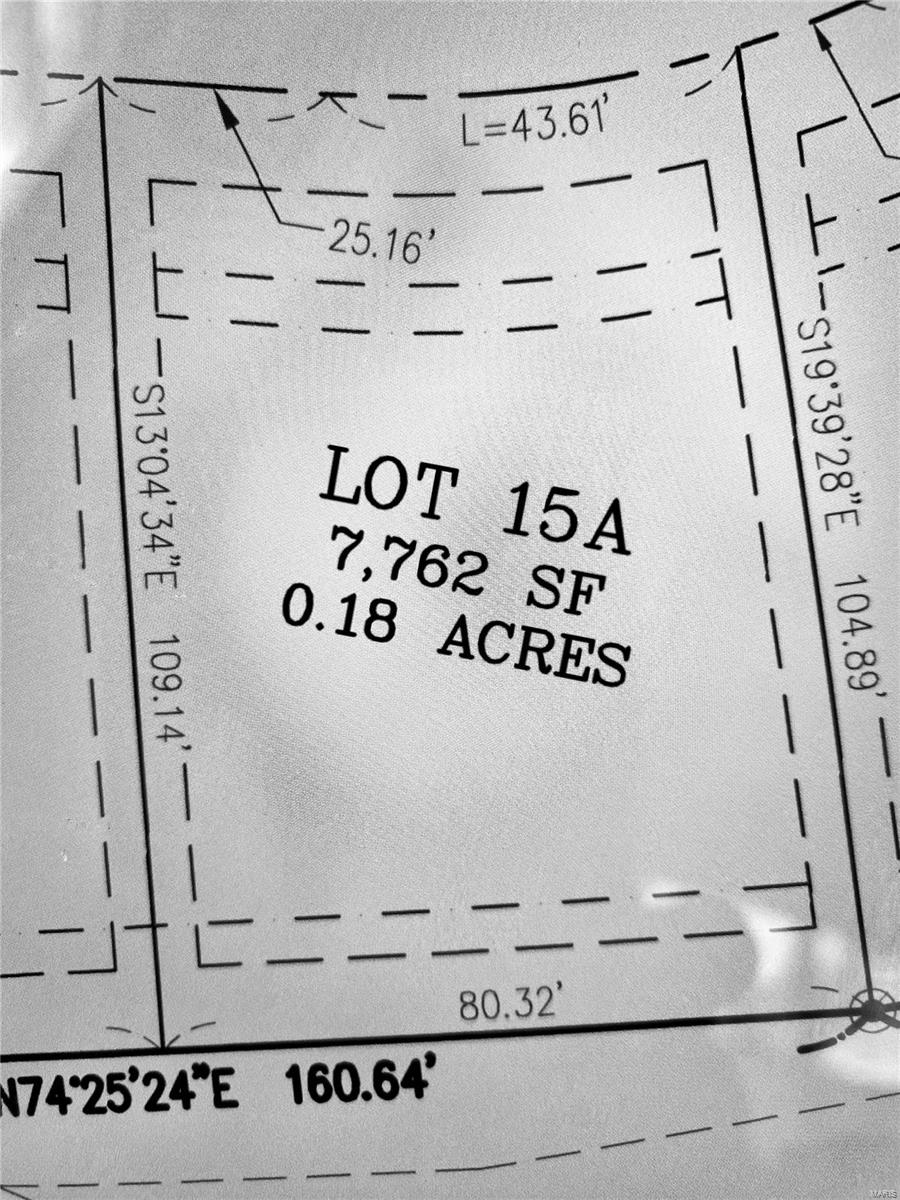 L=43.61'
25.16'
S13°04'34"E 109.14'
S19°39'28"E 104.89'
LOT 15A
7,762 SF
0.18 ACRES
80.32'
N74°25'24"E 160.64'
MARIS